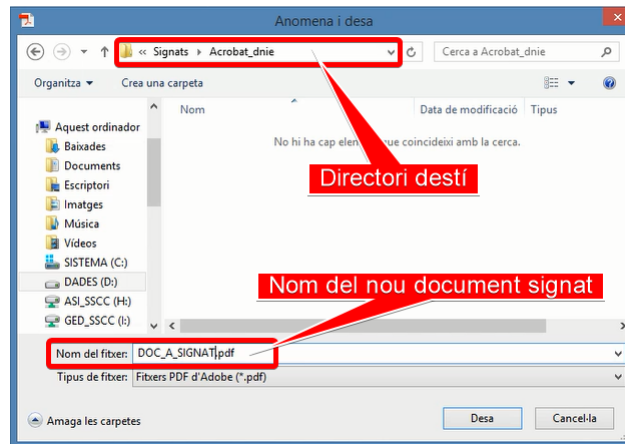 Anomena i desa
« Signats Acrobat_dnie
Cerca a Acrobat_dnie
Organitza
Crea una carpeta
Nom
Data de modificació
Tipus
Aquest ordinador
Baixades
Documents
Escriptori
Imatges
Música
Vídeos
SISTEMA (C:)
DADES (D:)
ASI_SSCC (H:)
GED_SSCC (I:)
No hi ha cap elem que coincideixi amb la cerca.
Directori destí
Nom del nou document signat
Nom del fitxer: DOC_A_SIGNAT.pdf
Tipus de fitxer: Fitxers PDF d'Adobe (*.pdf)
Amaga les carpetes
Desa
Cancel·la